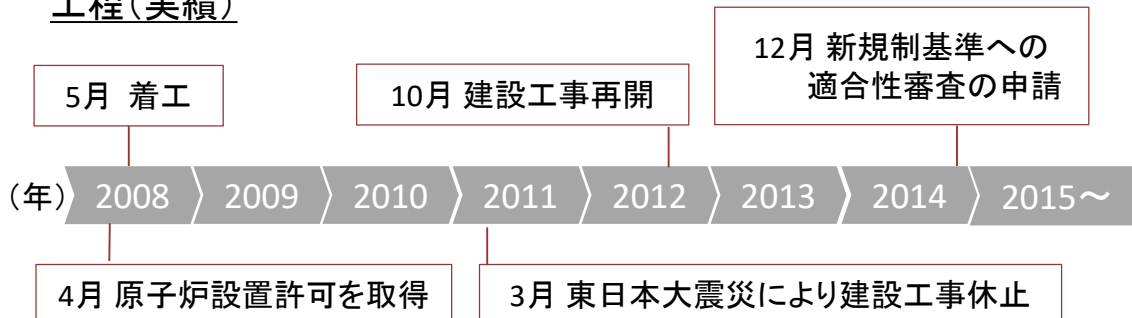 工程(実績)
5月 着工
10月 建設工事再開
12月 新規制基準への
適合性審査の申請
(年) 2008 2009 2010 2011 2012 2013 2014 2015~
4月 原子炉設置許可を取得
3月 東日本大震災により建設工事休止